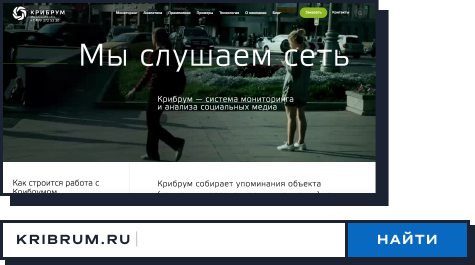 КРИБРУМ
Мониторинг Аналитика Применение Примеры Технологии О компании Блог
Контакты
Мы слушаем сеть
Крибрум — система мониторинга
и анализа социальных медиа
Как строится работа с
Крибрумом
Крибрум собирает упоминания объекта
KRIBRUM.RU
НАЙТИ